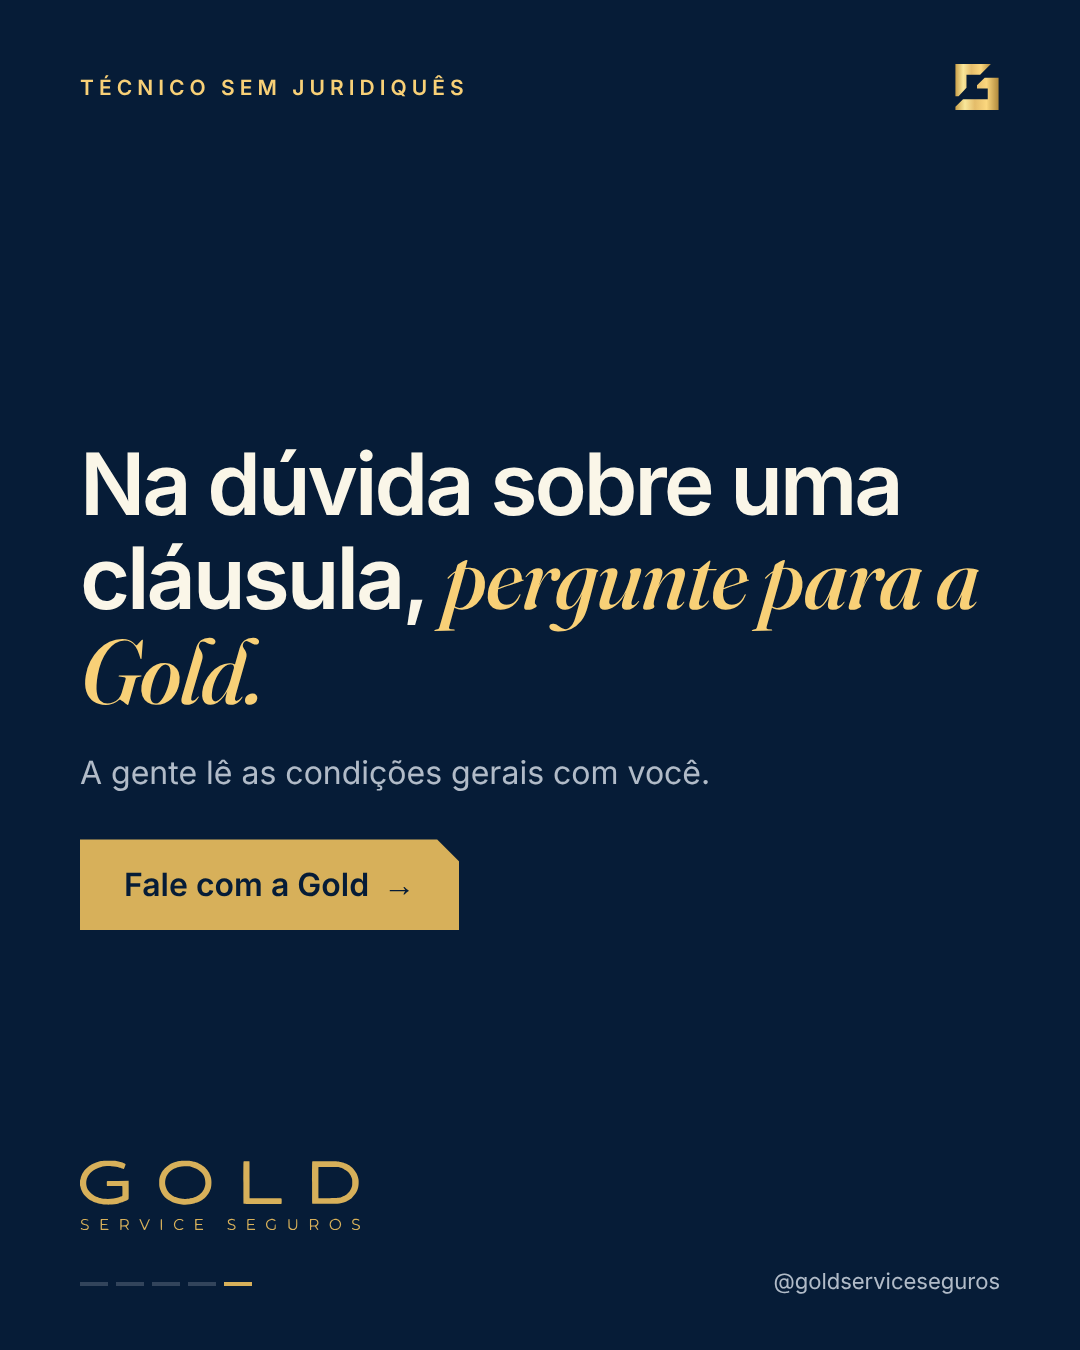 TÉCNICO SEM JURIDIQUÊS
Na dúvida sobre uma
cláusula, pergunte para a
Gold.
A gente lê as condições gerais com você.
Fale com a Gold →
GOLD
SERVICE SEGUROS
@goldserviceseguros